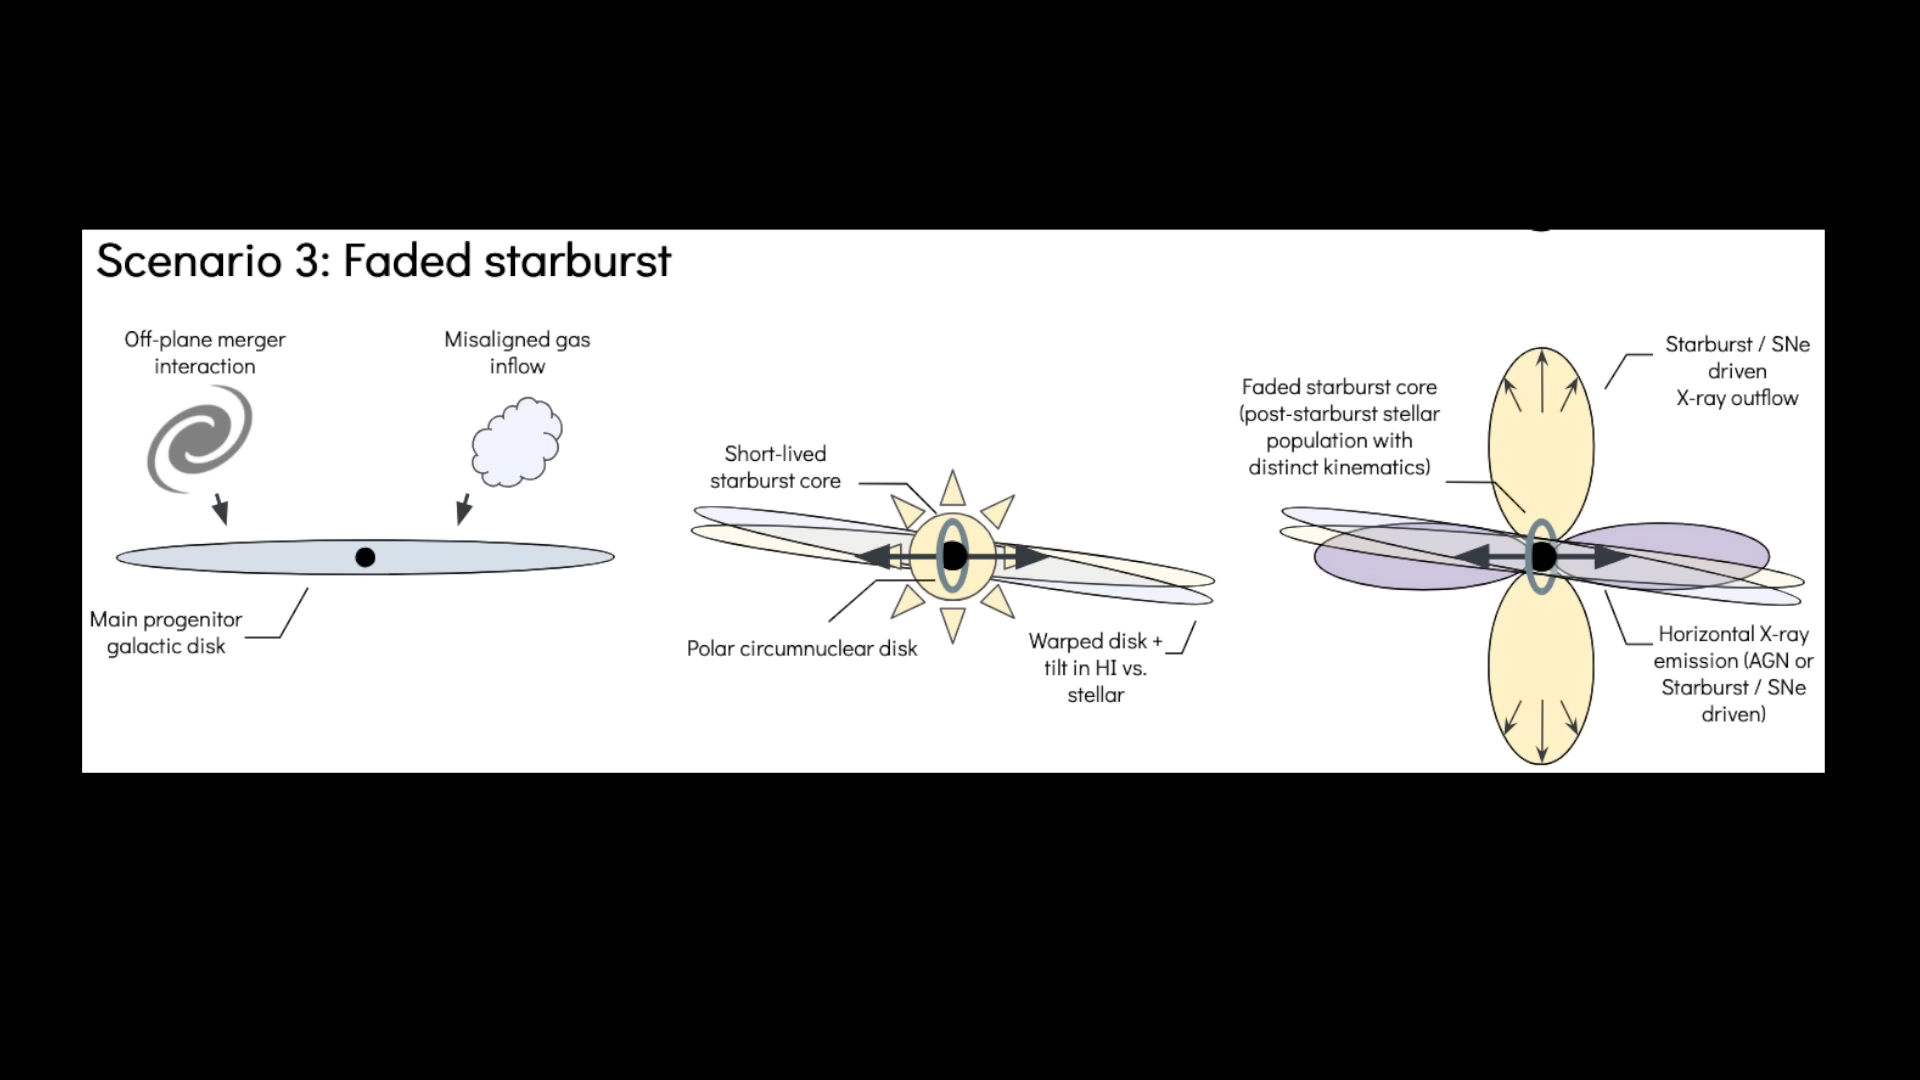 Scenario 3: Faded starburst
Off-plane merger
interaction
Misaligned gas
inflow
Main progenitor
galactic disk
Short-lived
starburst core
Polar circumnuclear disk
Warped disk +
tilt in HI vs.
stellar
Faded starburst core
(post-starburst stellar
population with
distinct kinematics)
Starburst / SNe
driven
X-ray outflow
Horizontal X-ray
emission (AGN or
Starburst / SNe
driven)